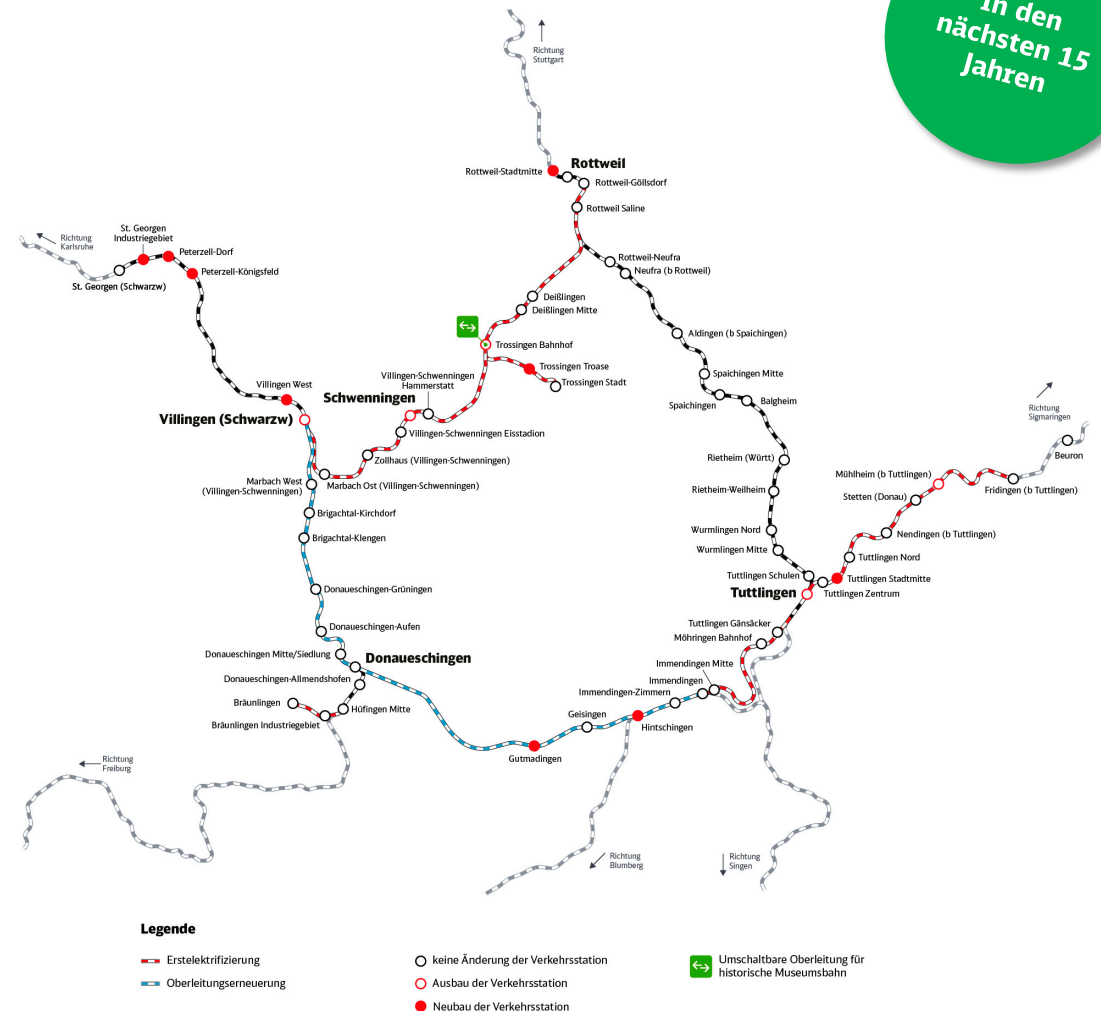 In den
nächsten 15
Jahren
Richtung
Stuttgart
Rottweil
Rottweil-Stadtmitte
Rottweil-Göllsdorf
Rottweil Saline
St. Georgen
Industriegebiet
Richtung
Karlsruhe
Peterzell-Dorf
Peterzell-Königsfeld
St. Georgen (Schwarzw)
Rottweil-Neufra
Neufra (b Rottweil)
Deißlingen
Deißlingen Mitte
Aldingen (b Spaichingen)
Trossingen Bahnhof
Trossingen Troase
Trossingen Stadt
Spaichingen Mitte
Villingen-Schwenningen
Hammerstatt
Villingen West
Schwenningen
Spaichingen
Balgheim
Richtung
Sigmaringen
Villingen (Schwarzw)
Villingen-Schwenningen Eisstadion
Beuron
Zollhaus (Villingen-Schwenningen)
Rietheim (Württ)
Mühlheim (b Tuttlingen)
Marbach West
(Villingen-Schwenningen)
Marbach Ost (Villingen-Schwenningen)
Rietheim-Weilheim
Fridingen (b Tuttlingen)
Stetten (Donau)
Brigachtal-Kirchdorf
Wurmlingen Nord
Nendingen (b Tuttlingen)
Brigachtal-Klengen
Wurmlingen Mitte
Tuttlingen Nord
Tuttlingen Schulen
Tuttlingen Stadtmitte
Donaueschingen-Grüningen
Tuttlingen
Tuttlingen Zentrum
Donaueschingen-Aufen
Tuttlingen Gänsäcker
Möhringen Bahnhof
Donaueschingen Mitte/Siedlung
Donaueschingen
Immendingen Mitte
Donaueschingen-Allmendshofen
Immendingen
Immendingen-Zimmern
Bräunlingen
Hüfingen Mitte
Geisingen
Bräunlingen Industriegebiet
Hintschingen
Gutmadingen
Richtung
Freiburg
Richtung
Blumberg
Richtung
Singen
Legende
Erstelektrifizierung
Oberleitungserneuerung
keine Änderung der Verkehrsstation
Ausbau der Verkehrsstation
Neubau der Verkehrsstation
Umschaltbare Oberleitung für
historische Museumsbahn